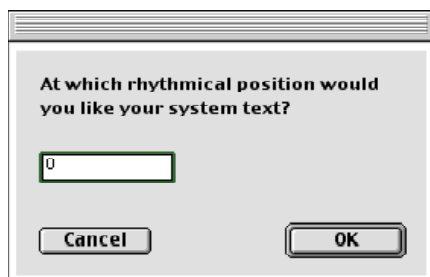 At which rhythmical position would
you like your system text?
0
Cancel
OK